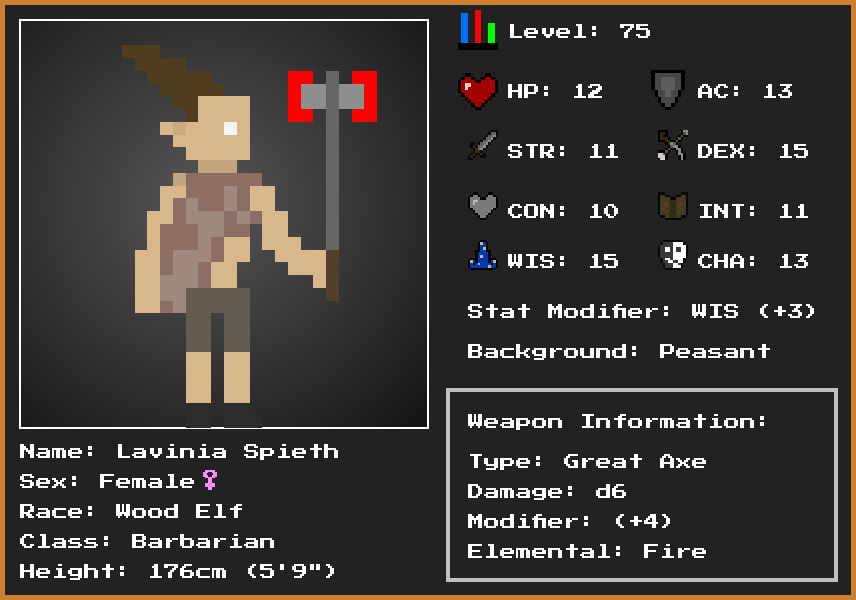 Level: 75
HP: 12
AC: 13
STR: 11
DEX: 15
CON: 10
INT: 11
WIS: 15
CHA: 13
Stat Modifier: WIS (+3)
Background: Peasant
Weapon Information:
Type: Great Axe
Damage: d6
Modifier: (+4)
Elemental: Fire
Name: Lavinia Spieth
Sex: Female♀
Race: Wood Elf
Class: Barbarian
Height: 176cm (5'9")